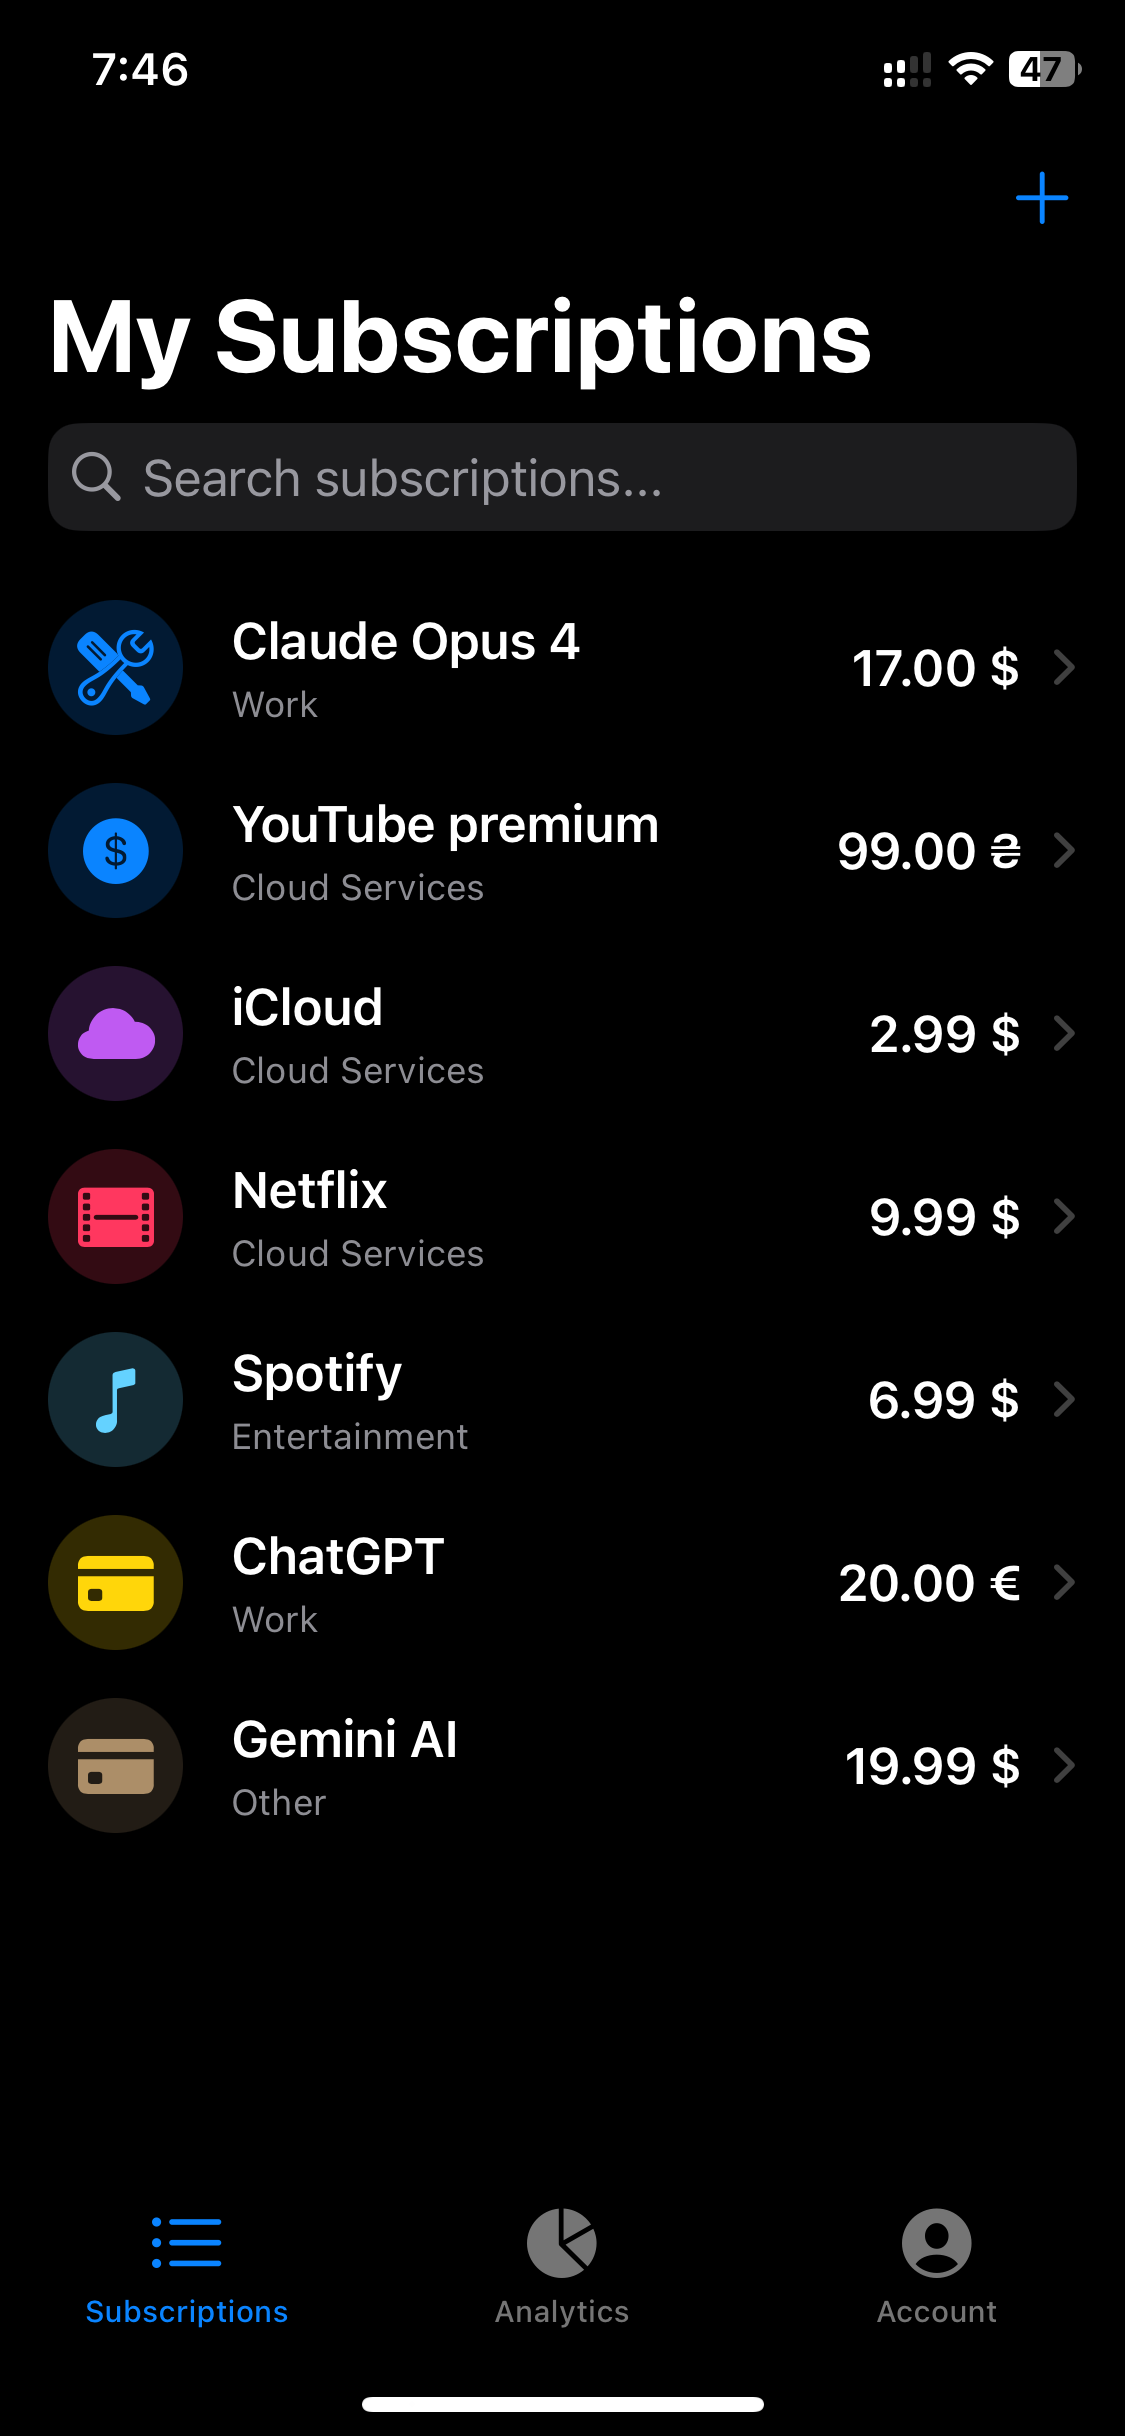 7:46
47
My Subscriptions
Search subscriptions...
Claude Opus 4
Work
17.00 $
$
YouTube premium
Cloud Services
99.00 ₴
iCloud
Cloud Services
2.99 $
Netflix
Cloud Services
9.99 $
Spotify
Entertainment
6.99 $
ChatGPT
Work
20.00 €
Gemini AI
Other
19.99 $
Subscriptions
Analytics
Account